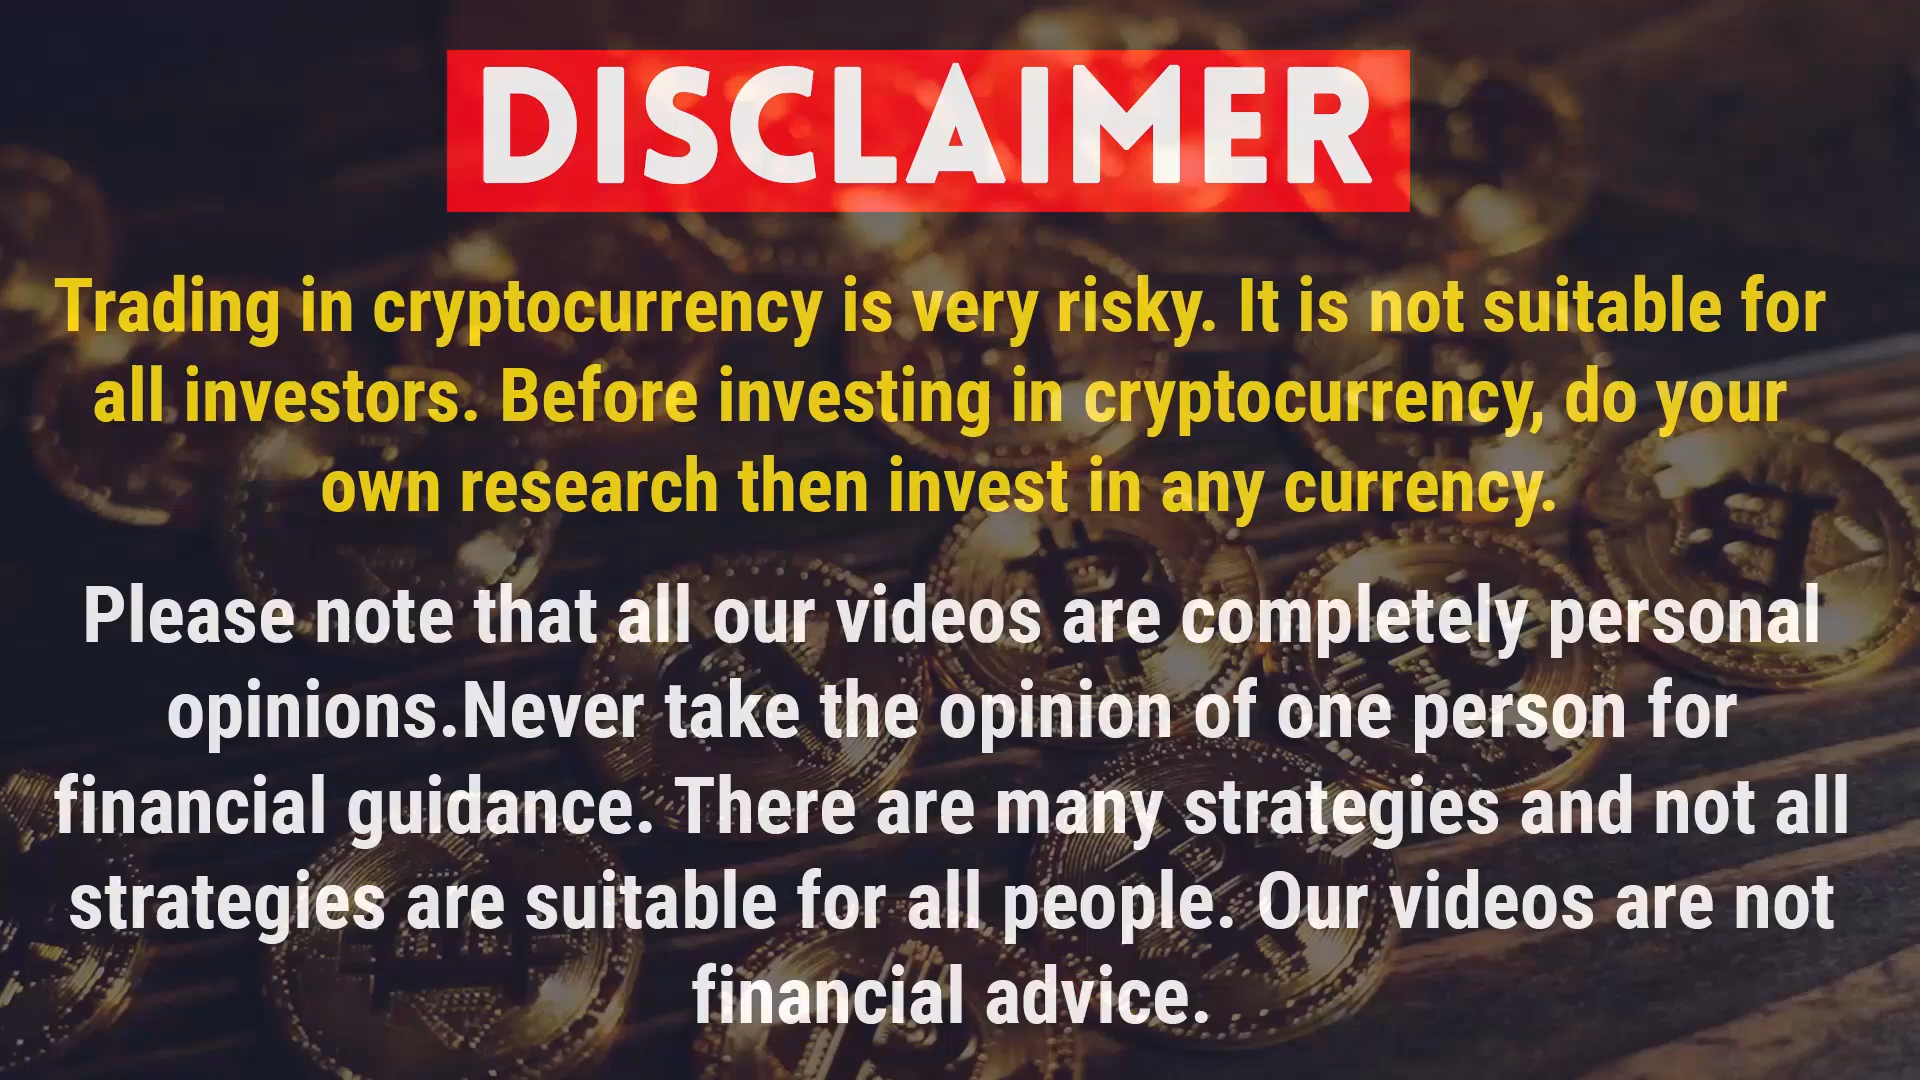 DISCLAIMER
Trading in cryptocurrency is very risky. It is not suitable for
all investors. Before investing in cryptocurrency, do your
own research then invest in any currency.
Please note that all our videos are completely personal
opinions.Never take the opinion of one person for
financial guidance. There are many strategies and not all
strategies are suitable for all people. Our videos are not
financial advice.